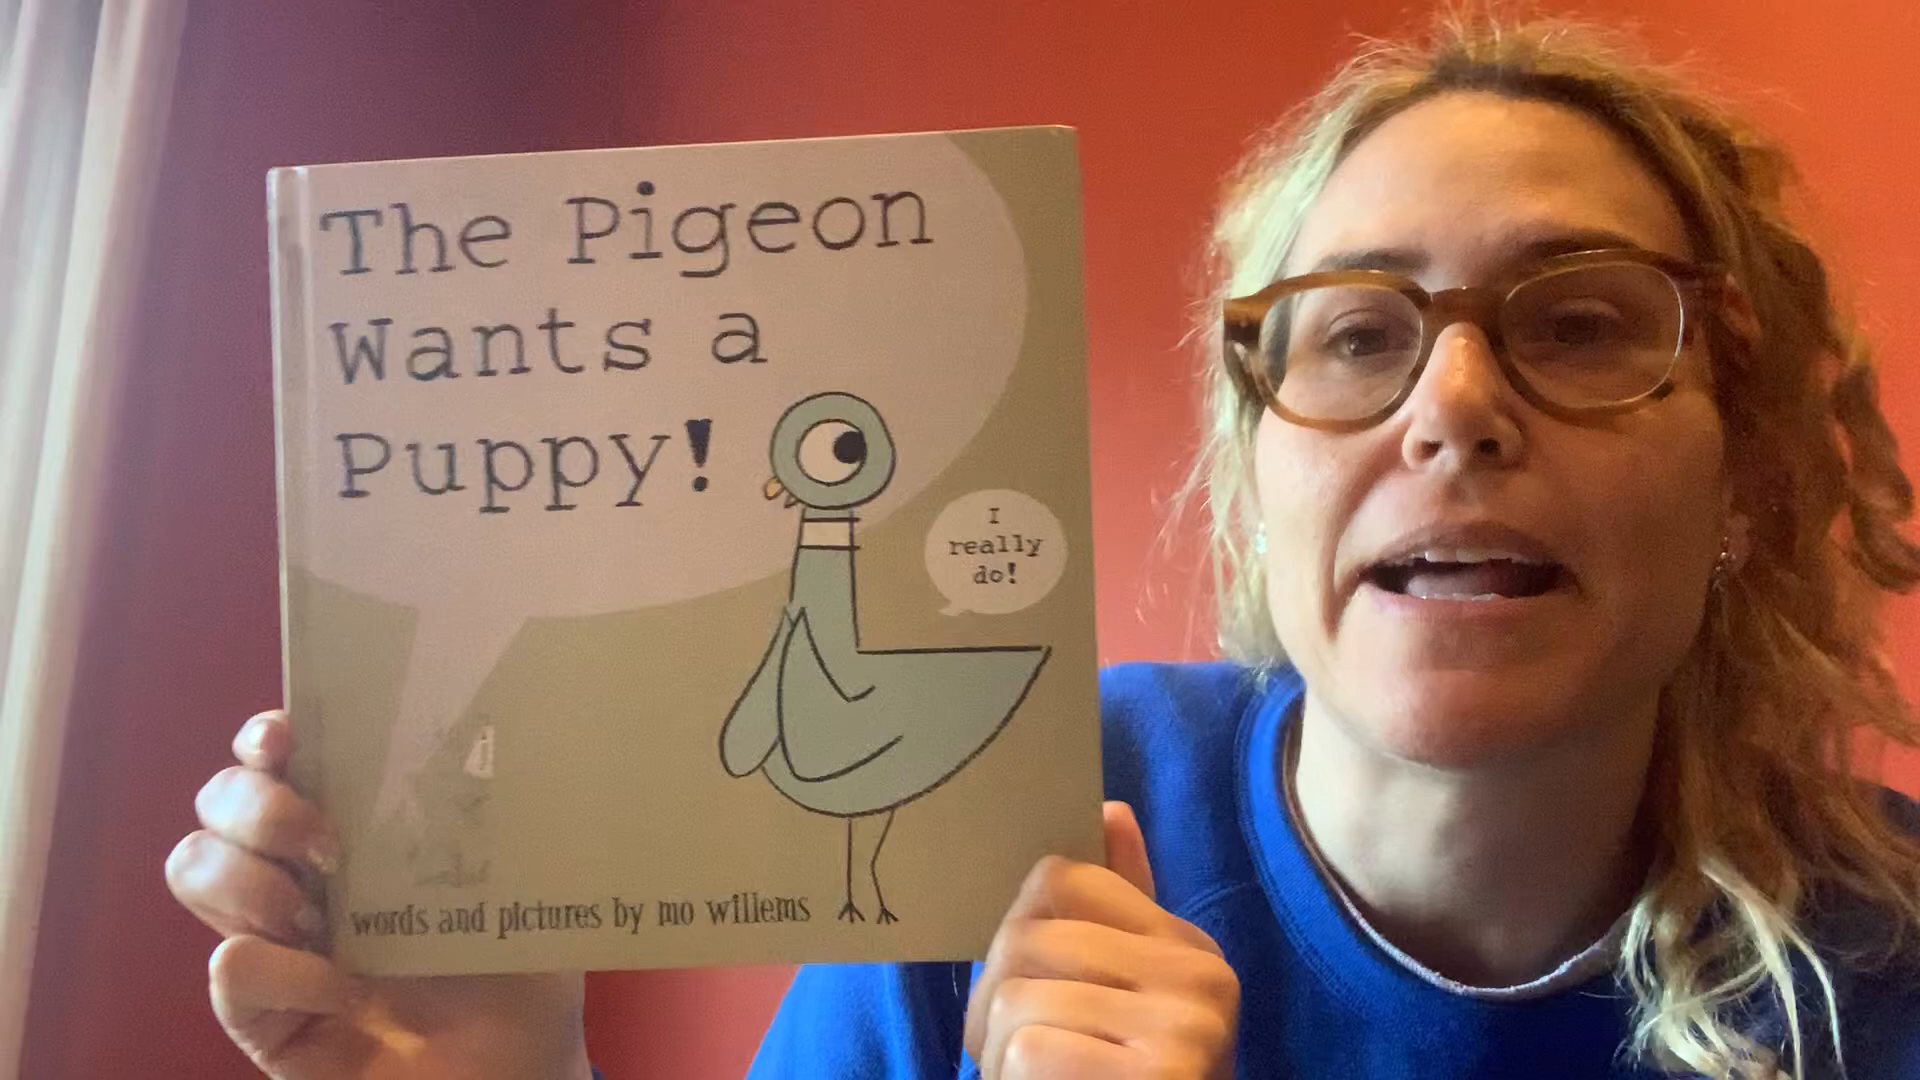 The Pigeon
Wants a
Puppy!
I
really
do!
words and pictures by mo willems